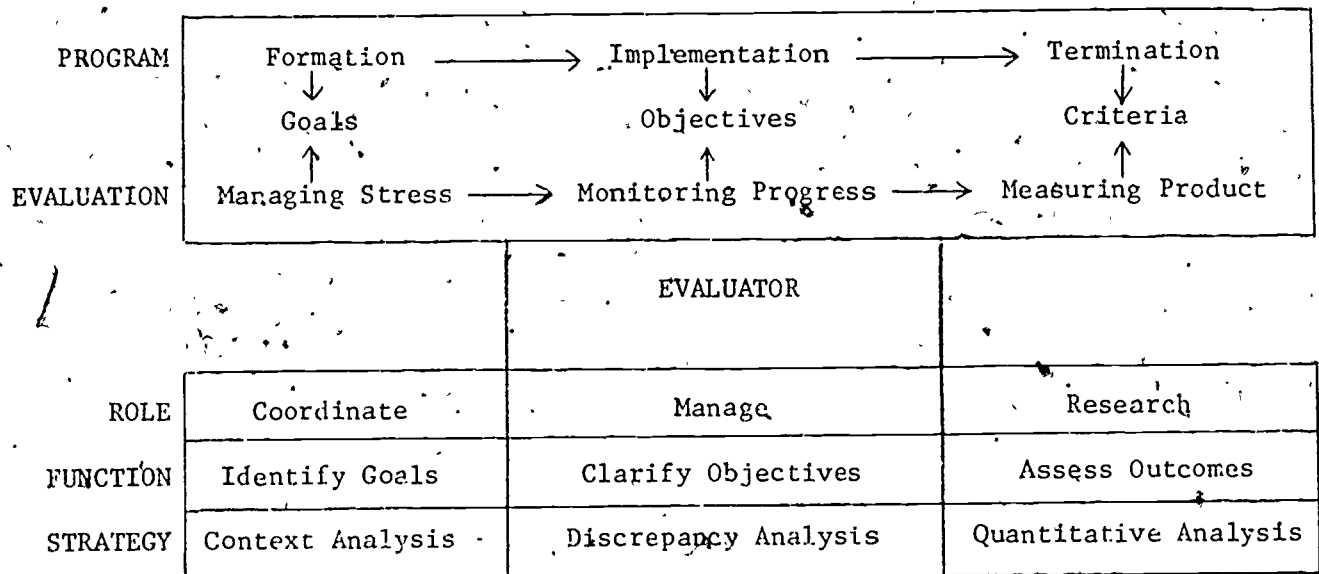 PROGRAM Formation Implementation Termination
Goals Objectives Criteria
EVALUATION Managing Stress Monitoring Progress Measuring Product
EVALUATOR
ROLE Coordinate Manage Research
FUNCTION Identify Goals Clarify Objectives Assess Outcomes
STRATEGY Context Analysis Discrepancy Analysis Quantitative Analysis